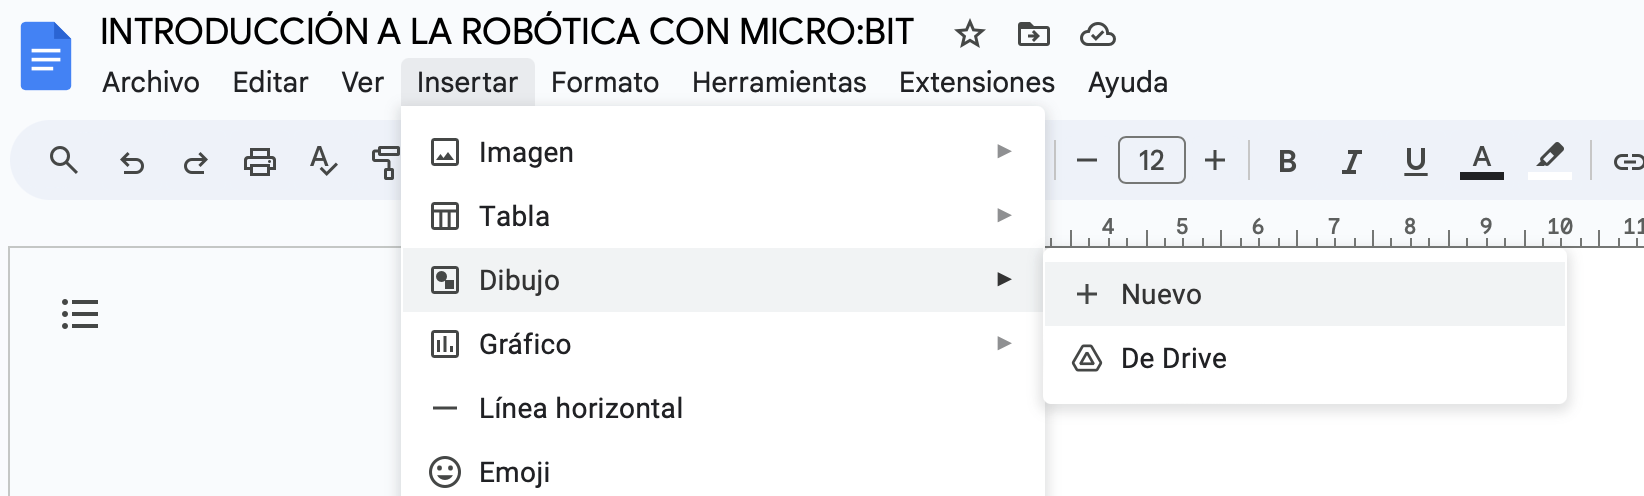 INTRODUCCIÓN A LA ROBÓTICA CON MICRO:BIT
Archivo Editar Ver Insertar Formato Herramientas Extensiones Ayuda
12 B I U A
4 5 6 7 8 9 10 11
Imagen
Tabla
Dibujo
Nuevo
Gráfico
De Drive
Línea horizontal
Emoji